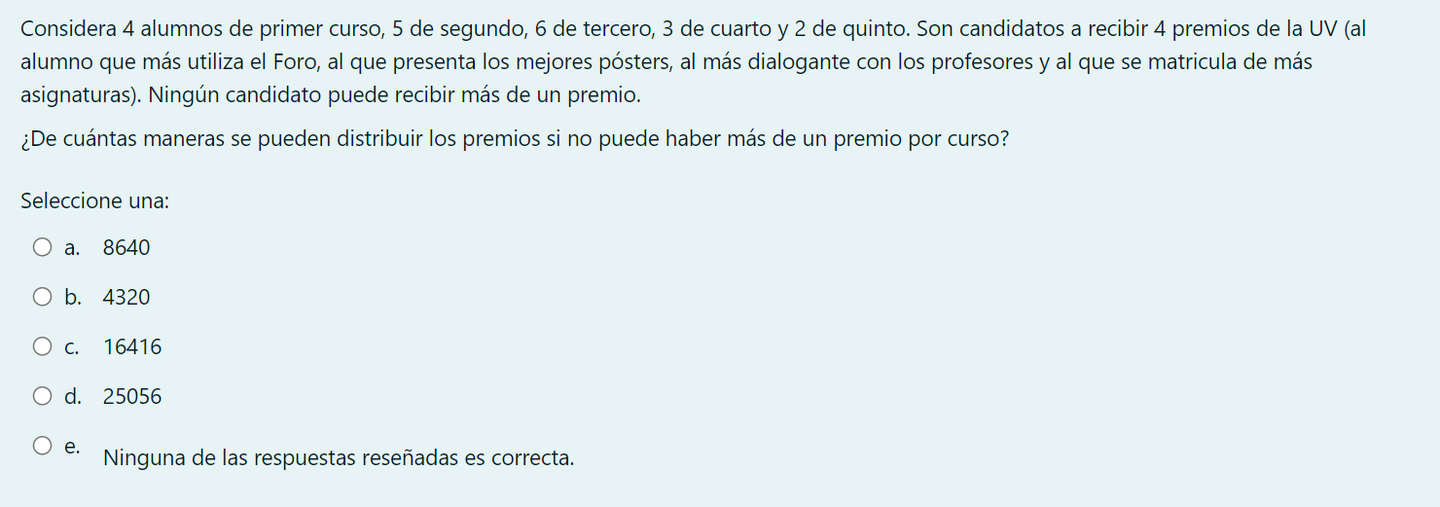 Considera 4 alumnos de primer curso, 5 de segundo, 6 de tercero, 3 de cuarto y 2 de quinto. Son candidatos a recibir 4 premios de la UV (al
alumno que más utiliza el Foro, al que presenta los mejores pósters, al más dialogante con los profesores y al que se matricula de más
asignaturas). Ningún candidato puede recibir más de un premio.
¿De cuántas maneras se pueden distribuir los premios si no puede haber más de un premio por curso?
Seleccione una:
a. 8640
b. 4320
c. 16416
d. 25056
e. Ninguna de las respuestas reseñadas es correcta.